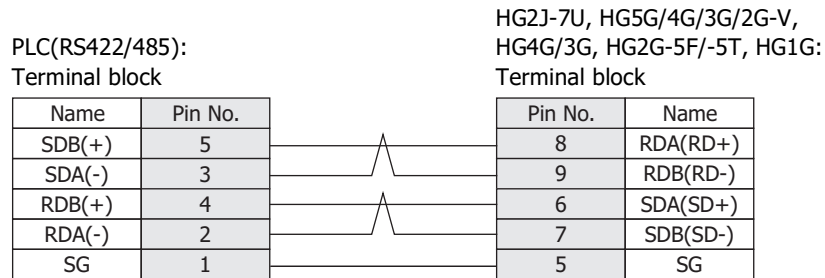 HG2J-7U, HG5G/4G/3G/2G-V,
PLC(RS422/485): HG4G/3G, HG2G-5F/-5T, HG1G:
Terminal block Terminal block
Name Pin No. Pin No. Name
SDB(+) 5 8 RDA(RD+)
SDA(-) 3 9 RDB(RD-)
RDB(+) 4 6 SDA(SD+)
RDA(-) 2 7 SDB(SD-)
SG 1 5 SG